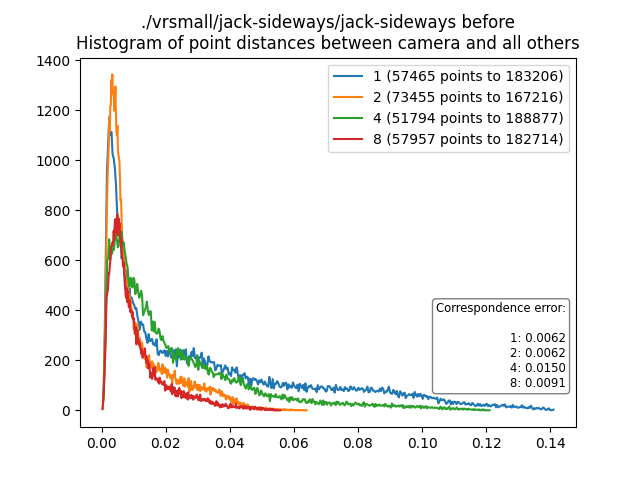 ./vrsmall/jack-sideways/jack-sideways before
Histogram of point distances between camera and all others
1 (57465 points to 183206)
2 (73455 points to 167216)
4 (51794 points to 188877)
8 (57957 points to 182714)
1400
1200
1000
800
600
400
200
0
Correspondence error:
1: 0.0062
2: 0.0062
4: 0.0150
8: 0.0091
0.00 0.02 0.04 0.06 0.08 0.10 0.12 0.14